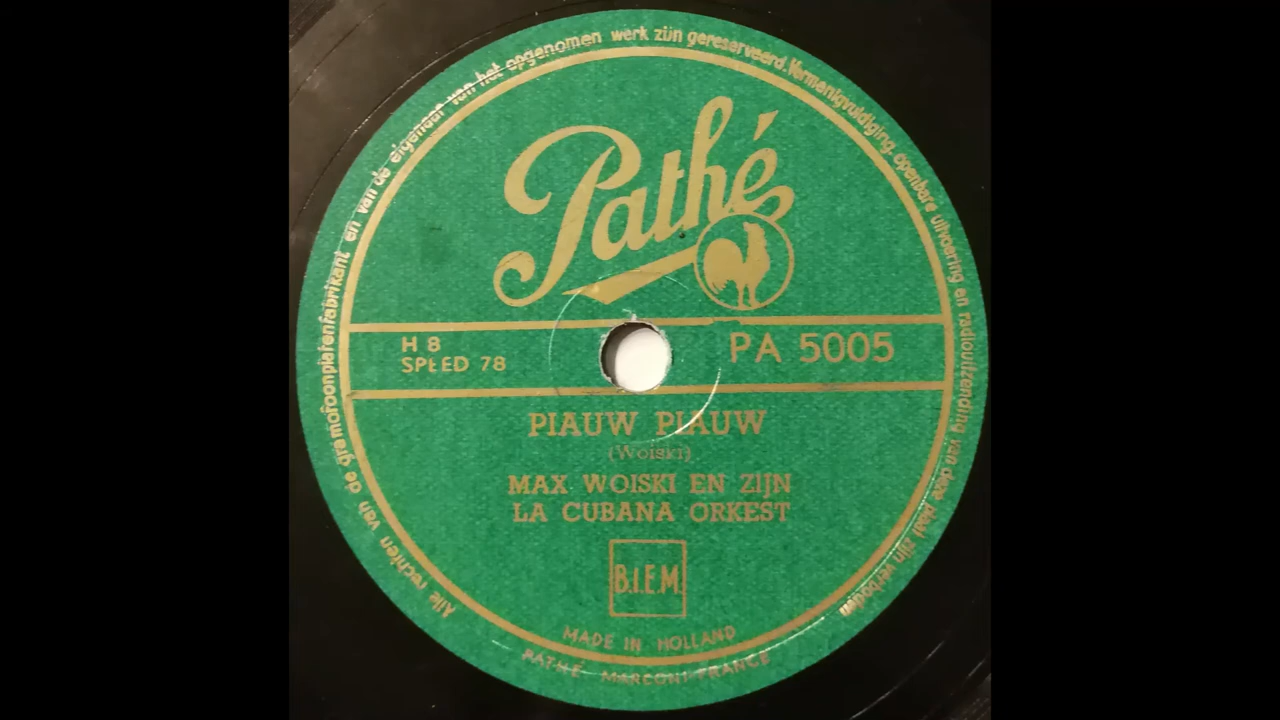 Alle rechten van de gramofoonplatenfabrikant en van de eigenaar van het opgenomen werk zijn gereserveerd. Vermenigvuldiging, openbare uitvoering en radiouitzending van deze plaat zijn verboden
Pathé
H 8
SPEED 78
PA 5005
PIAUW PIAUW
(Woiski)
MAX WOISKI EN ZIJN
LA CUBANA ORKEST
B.I.E.M.
MADE IN HOLLAND
PATHÉ MARCONI FRANCE